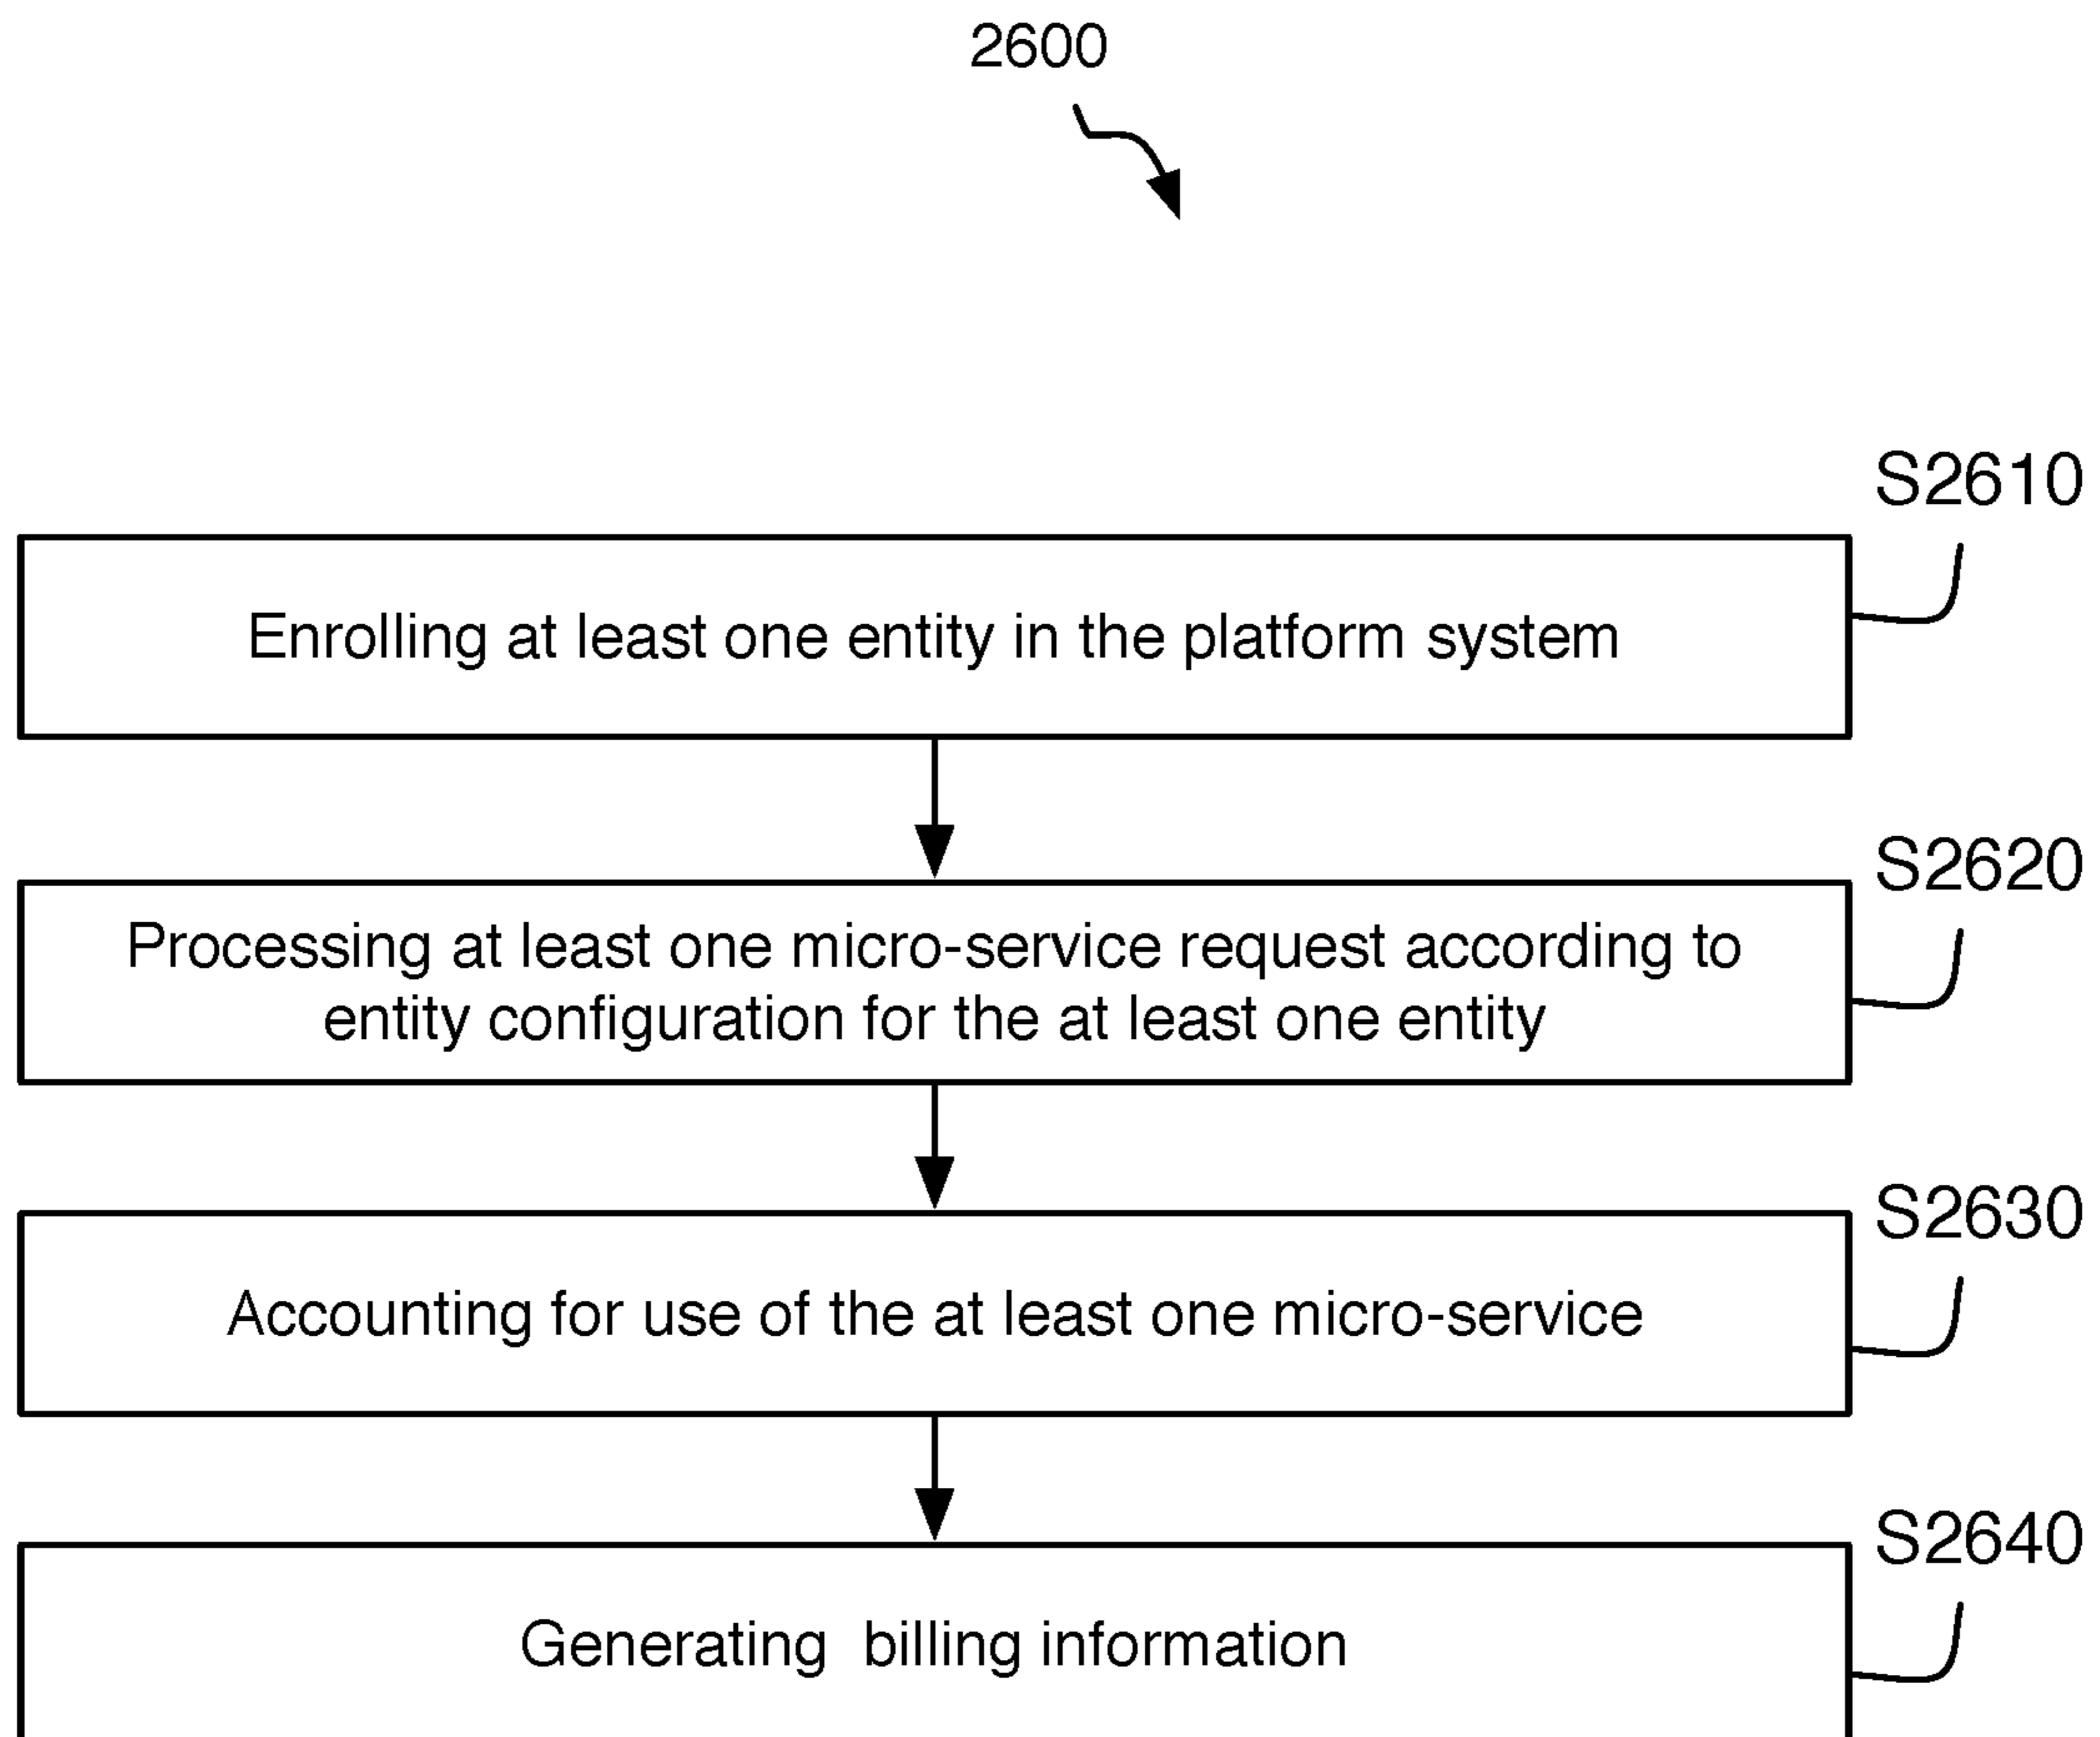 2600
S2610
Enrolling at least one entity in the platform system
S2620
Processing at least one micro-service request according to
entity configuration for the at least one entity
S2630
Accounting for use of the at least one micro-service
S2640
Generating billing information